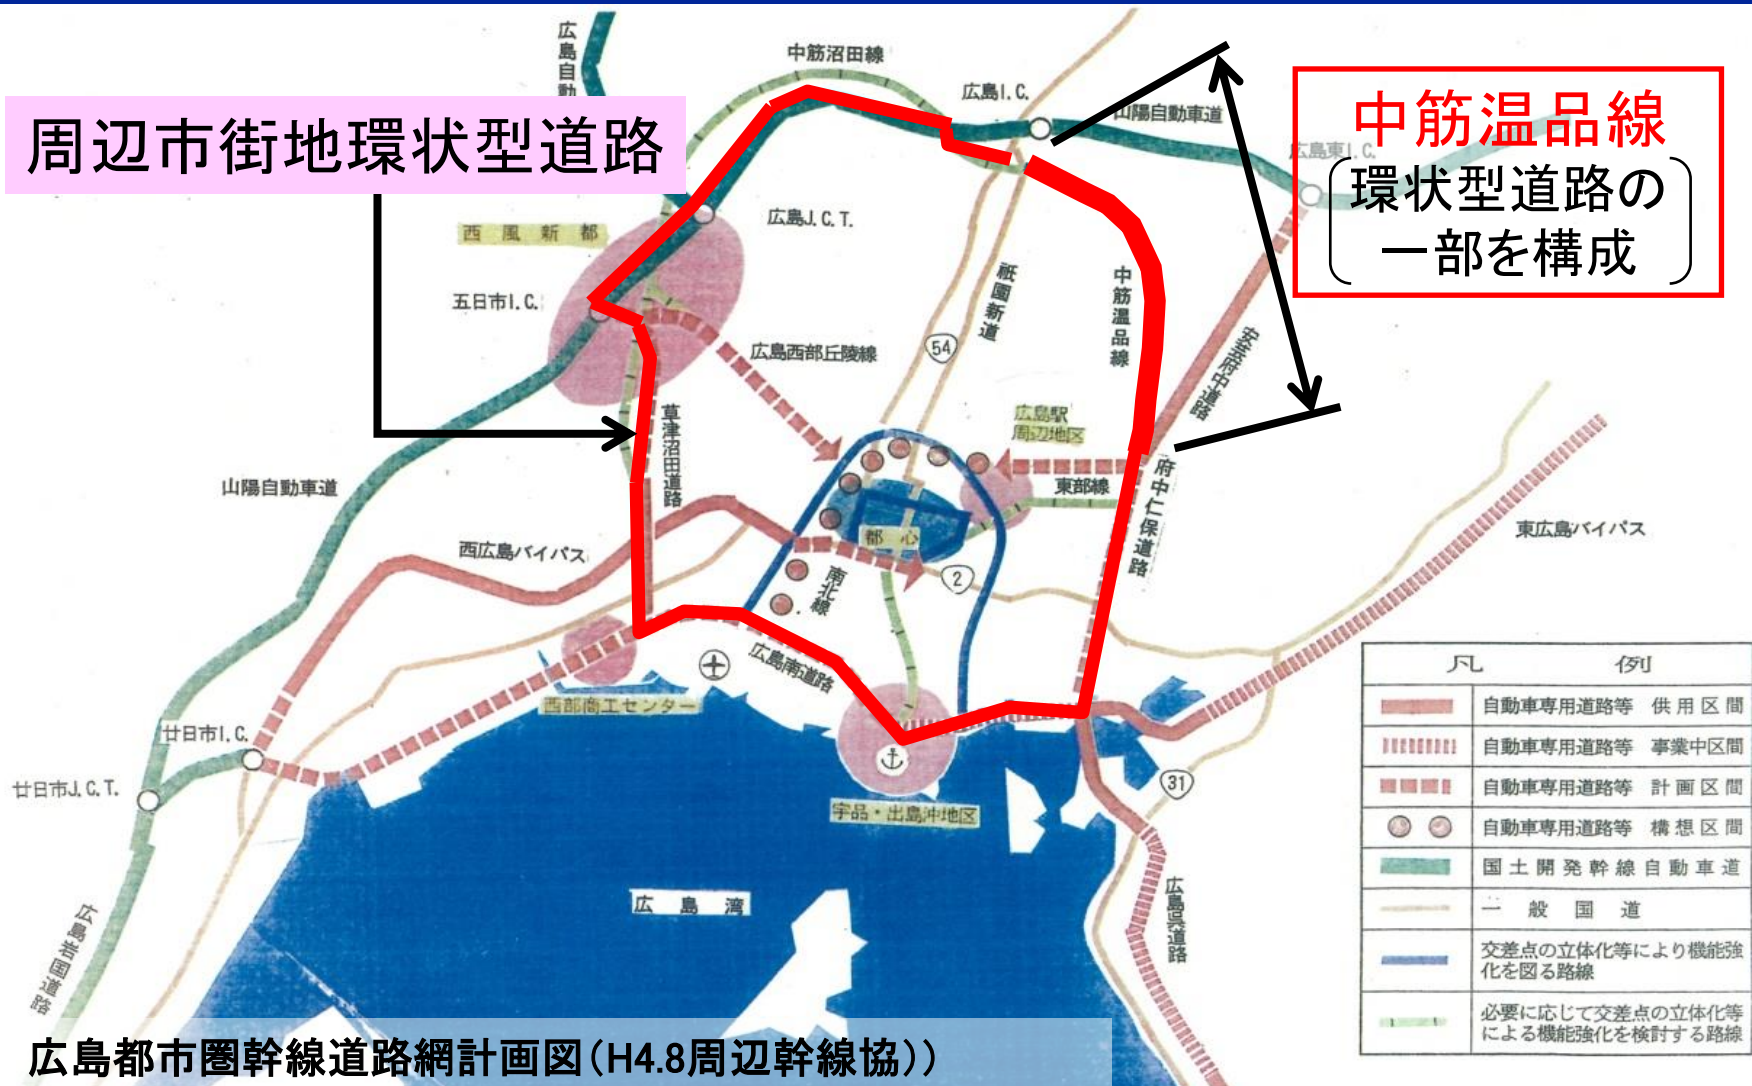 広島自動
中筋沼田線
広島I.C.
山陽自動車道
周辺市街地環状型道路
中筋温品線
環状型道路の
一部を構成
広島東I.C.
広島J.C.T.
西風新都
五日市I.C.
祇園新道
中筋温品線
54
広島西部丘陵線
安芸府中道路
草津沼田道路
広島駅
周辺地区
山陽自動車道
東部線
府中仁保道路
西広島バイパス
都心
東広島バイパス
南北線
2
広島南道路
西部商工センター
廿日市I.C.
廿日市J.C.T.
31
宇品・出島沖地区
広島湾
広島呉道路
広島岩国道路
凡例
自動車専用道路等 供用区間
自動車専用道路等 事業中区間
自動車専用道路等 計画区間
自動車専用道路等 構想区間
国土開発幹線自動車道
一般国道
交差点の立体化等により機能強
化を図る路線
必要に応じて交差点の立体化等
による機能強化を検討する路線
広島都市圏幹線道路網計画図(H4.8周辺幹線協))